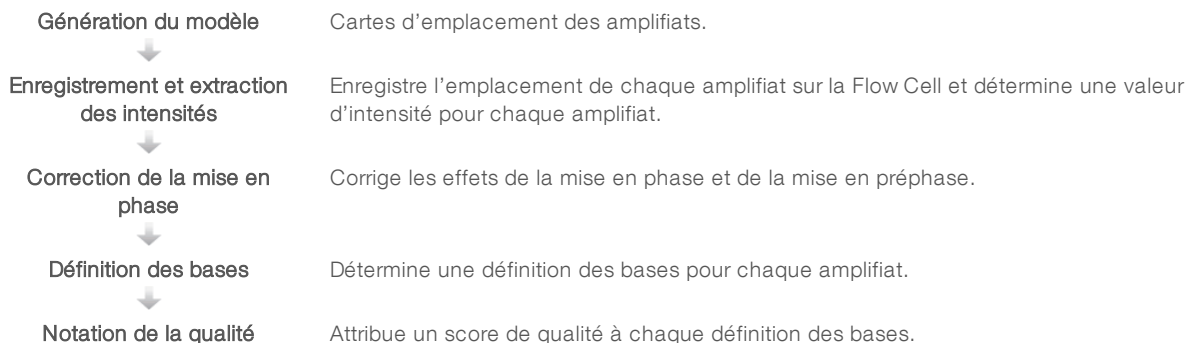 Génération du modèle
Cartes d’emplacement des amplifiats.
Enregistrement et extraction
des intensités
Enregistre l’emplacement de chaque amplifiat sur la Flow Cell et détermine une valeur
d’intensité pour chaque amplifiat.
Correction de la mise en
phase
Corrige les effets de la mise en phase et de la mise en préphase.
Définition des bases
Détermine une définition des bases pour chaque amplifiat.
Notation de la qualité
Attribue un score de qualité à chaque définition des bases.